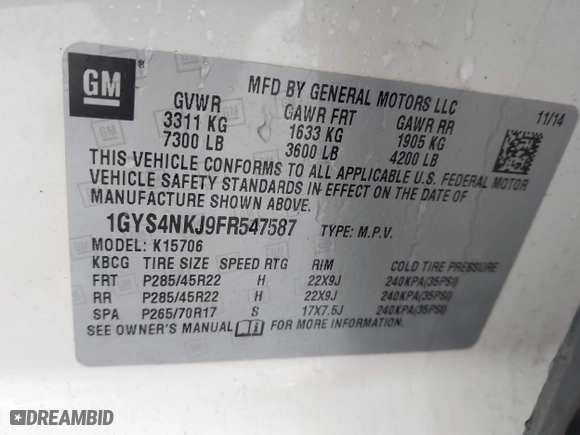 GM
MFD BY GENERAL MOTORS LLC
11/14
GVWR GAWR FRT GAWR RR
3311 KG 1633 KG 1905 KG
7300 LB 3600 LB 4200 LB
THIS VEHICLE CONFORMS TO ALL APPLICABLE U.S. FEDERAL MOTOR
VEHICLE SAFETY STANDARDS IN EFFECT ON THE DATE OF
MANUFACTURE SHOWN ABOVE.
1GYS4NKJ9FR547587 TYPE: M.P.V.
MODEL: K15706
KBCG TIRE SIZE SPEED RTG RIM COLD TIRE PRESSURE
FRT P285/45R22 H 22X9J 240KPA(35PSI)
RR P285/45R22 H 22X9J 240KPA(35PSI)
SPA P265/70R17 S 17X7.5J 240KPA(35PSI)
SEE OWNER'S MANUAL FOR MORE INFORMATION.
DREAMBID